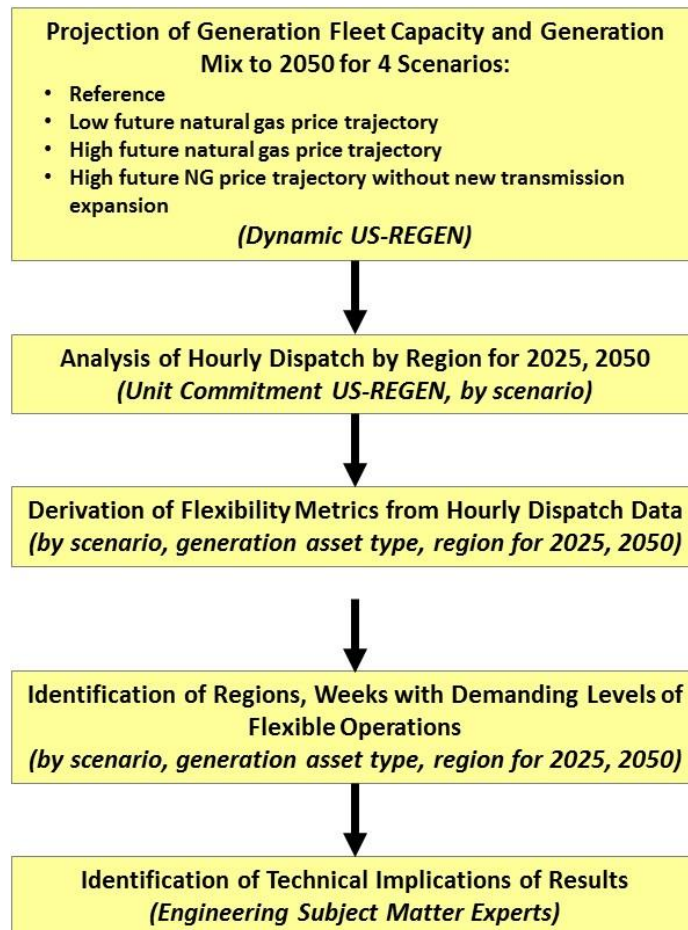 Projection of Generation Fleet Capacity and Generation
Mix to 2050 for 4 Scenarios:
• Reference
• Low future natural gas price trajectory
• High future natural gas price trajectory
• High future NG price trajectory without new transmission
expansion
(Dynamic US-REGEN)
Analysis of Hourly Dispatch by Region for 2025, 2050
(Unit Commitment US-REGEN, by scenario)
Derivation of Flexibility Metrics from Hourly Dispatch Data
(by scenario, generation asset type, region for 2025, 2050)
Identification of Regions, Weeks with Demanding Levels of
Flexible Operations
(by scenario, generation asset type, region for 2025, 2050)
Identification of Technical Implications of Results
(Engineering Subject Matter Experts)